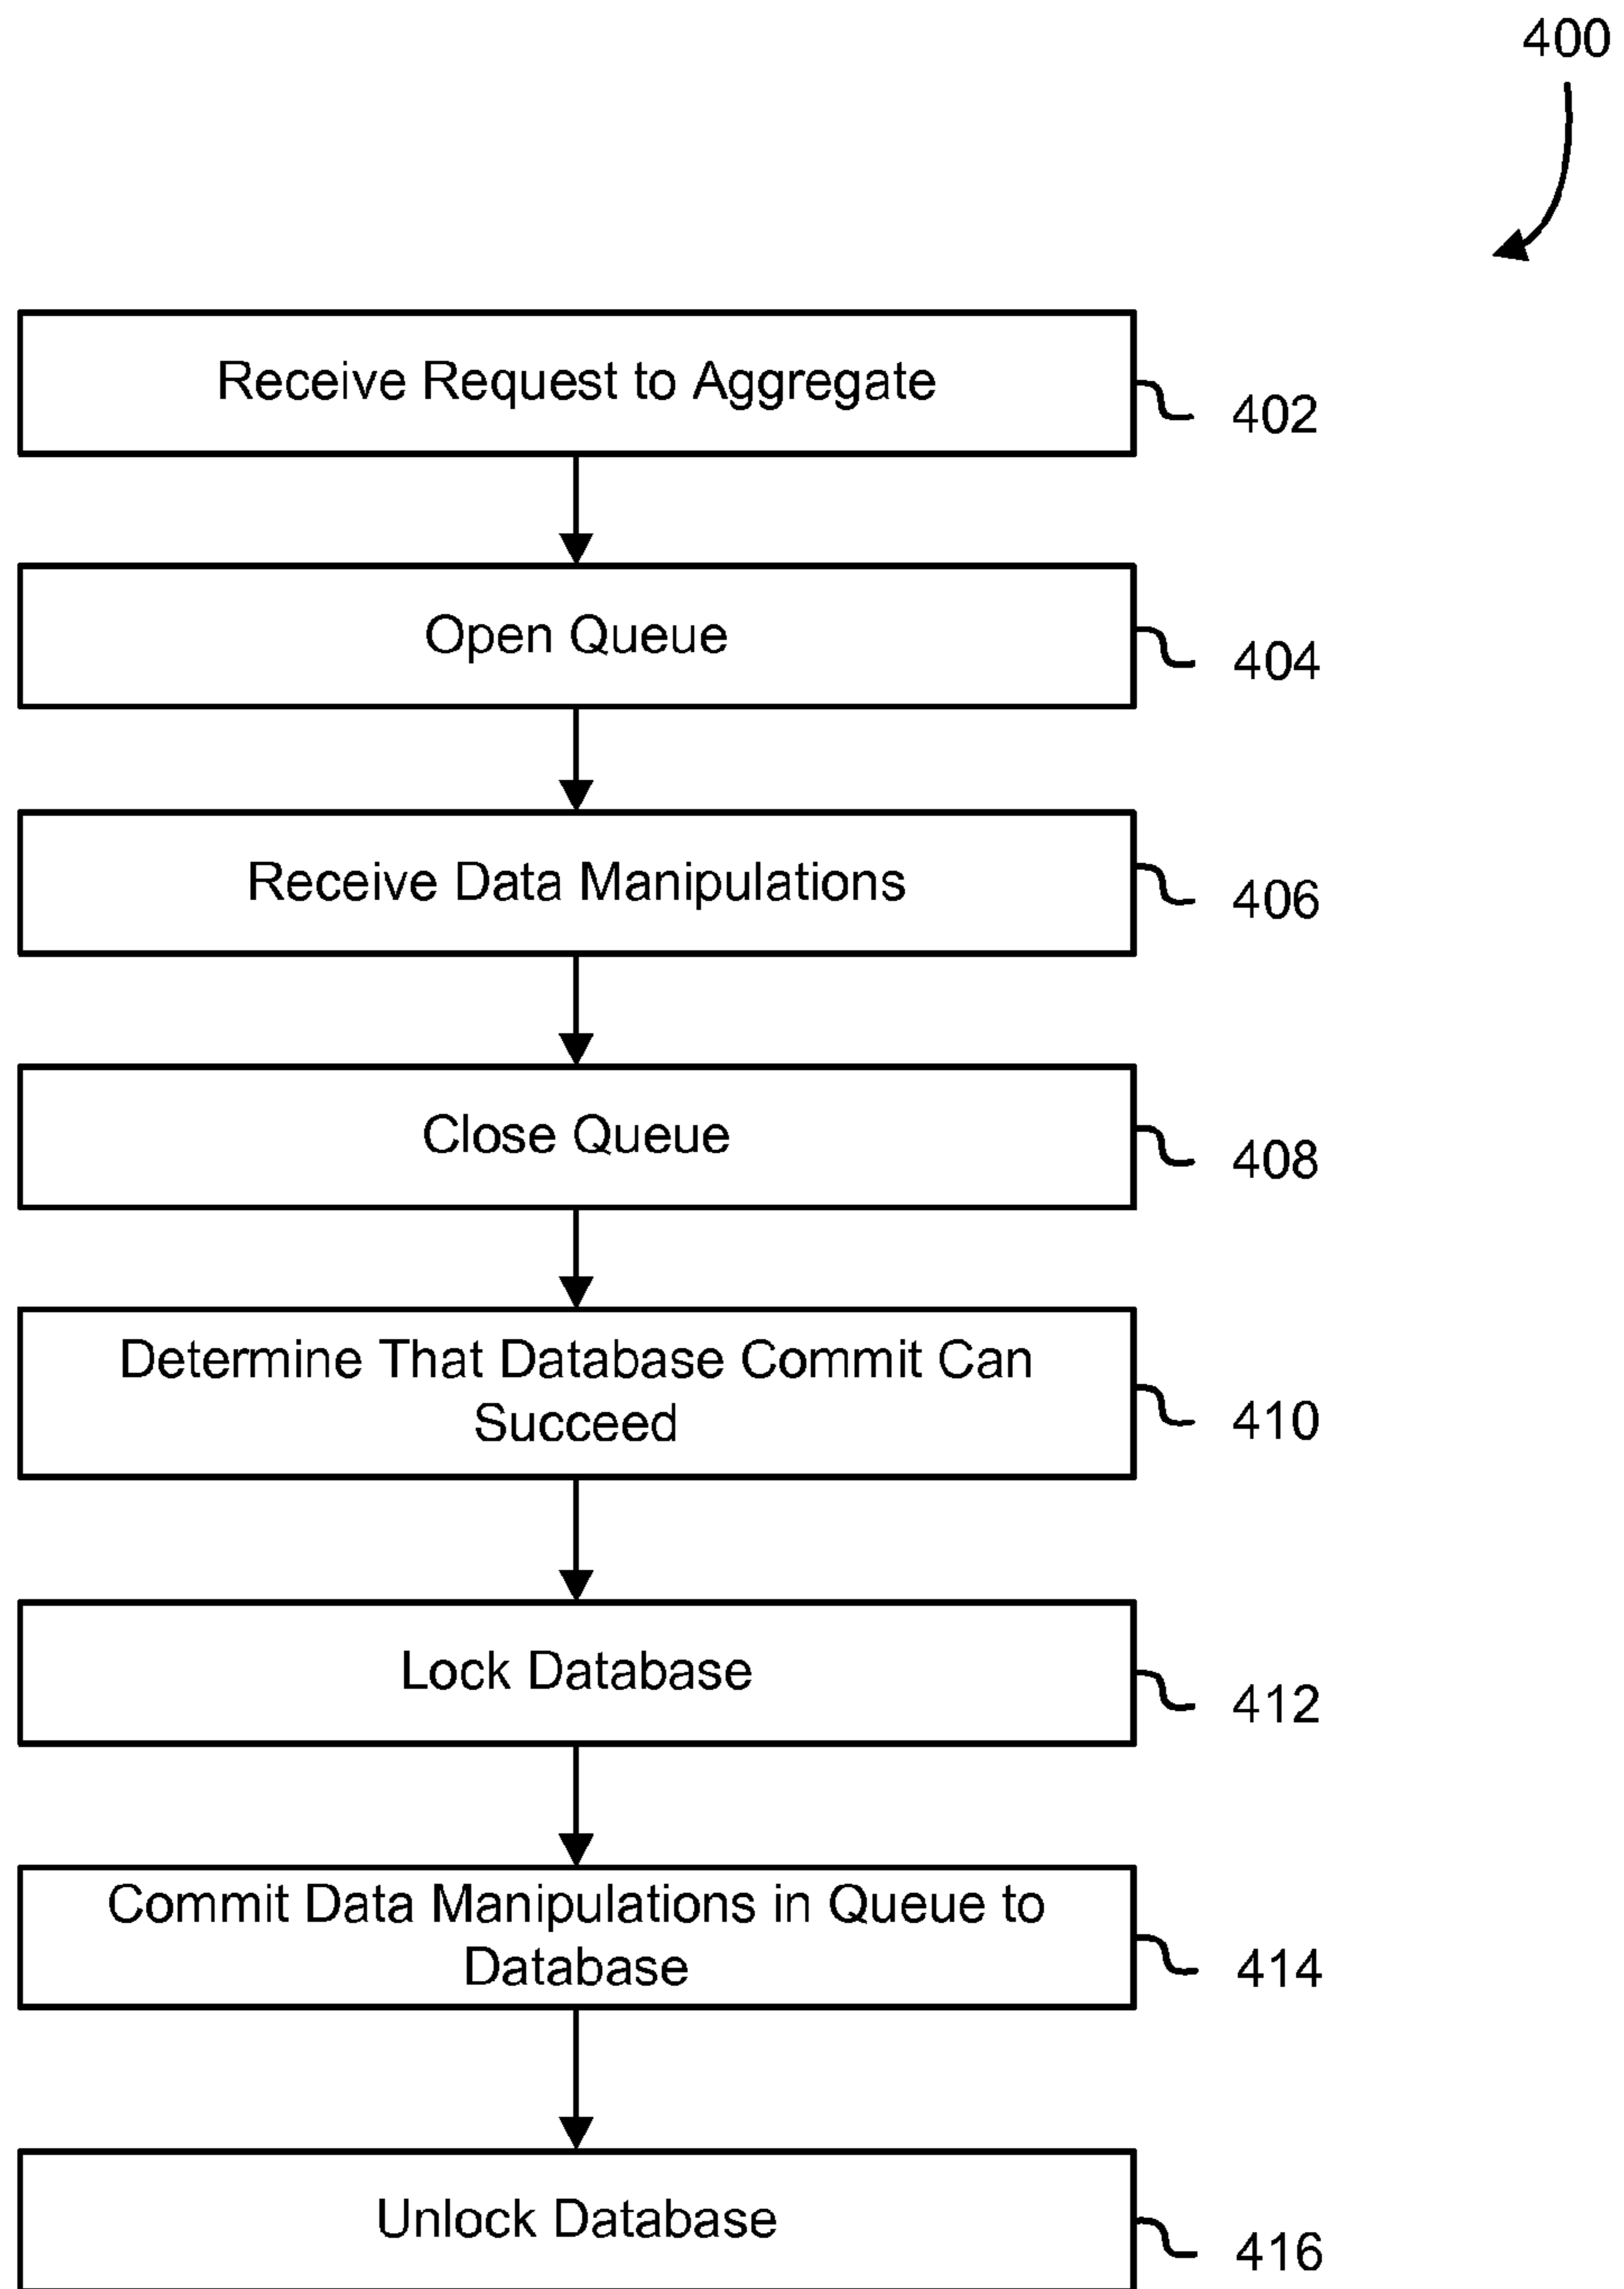 400
Receive Request to Aggregate
402
Open Queue
404
Receive Data Manipulations
406
Close Queue
408
Determine That Database Commit Can
Succeed
410
Lock Database
412
Commit Data Manipulations in Queue to
Database
414
Unlock Database
416